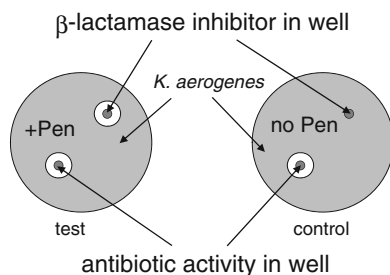 β-lactamase inhibitor in well
K. aerogenes
+Pen
no Pen
test
control
antibiotic activity in well